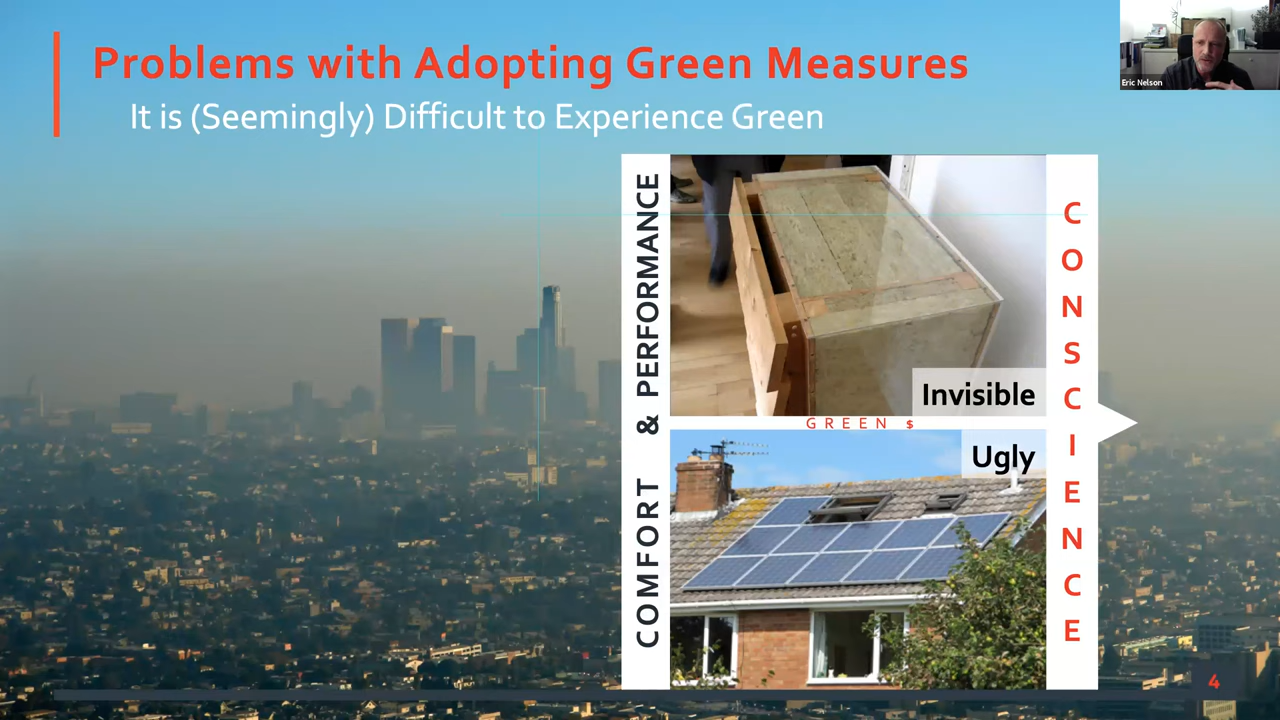 Problems with Adopting Green Measures
It is (Seemingly) Difficult to Experience Green
Eric Nelson
COMFORT & PERFORMANCE
Invisible
GREEN $
Ugly
CONSCIENCE
4